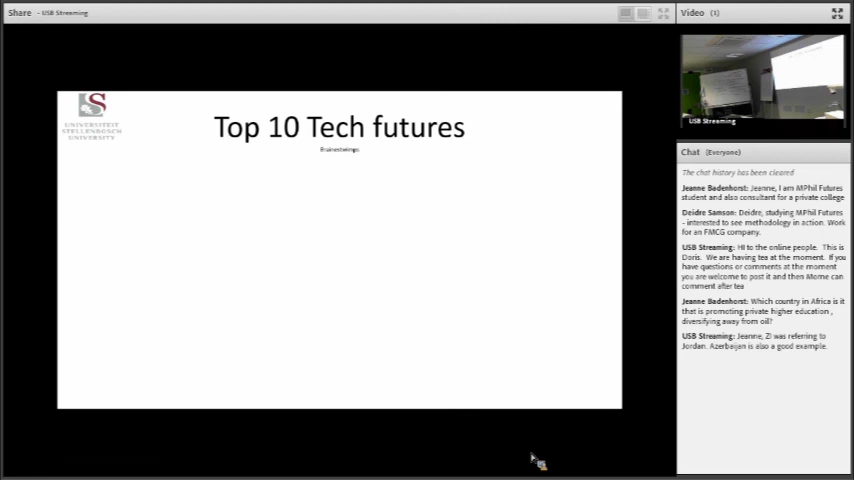 Share - USB Streeming
Video (1)
UNIVERSITEIT
STELLENBOSCH
UNIVERSITY
Top 10 Tech futures
USB Streeming
Chat (Everyone)
The chat history has been cleared
Jeanne Badenhorst: Jeanne, I am MPhil Futures
student and also consultant for a private college
Deidre Samson: Deidre, studying MPhil Futures
- interested to see methodology in action. Work
for an FMCG company.
USB Streeming: HI to the online people. This is
Doris. We are having tea at the moment. If you
have questions or comments at the moment
you are welcome to post it and then Morne can
comment after tea
Jeanne Badenhorst: Which country in Africa is it
that is promoting private higher education ,
diversifying away from oil?
USB Streeming: Jeanne, ZI was referring to
Jordan. Azerbaijan is also a good example.